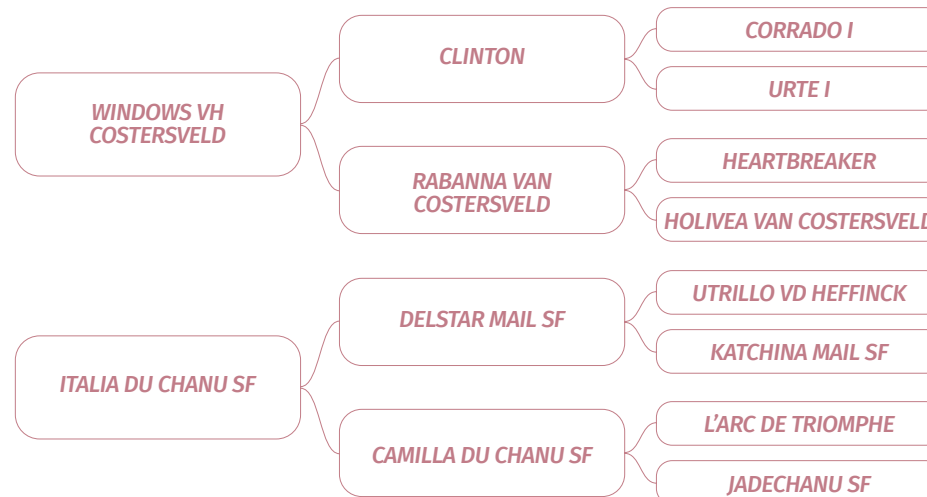 WINDOWS VH
COSTERSVELD
CLINTON
CORRADO I
URTE I
RABANNA VAN
COSTERSVELD
HEARTBREAKER
HOLIVEA VAN COSTERSVELD
ITALIA DU CHANU SF
DELSTAR MAIL SF
UTRILLO VD HEFFINCK
KATCHINA MAIL SF
CAMILLA DU CHANU SF
L’ARC DE TRIOMPHE
JADECHANU SF